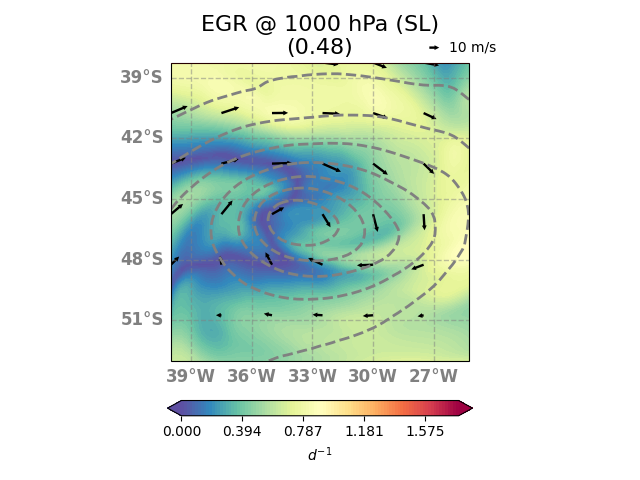 EGR @ 1000 hPa (SL)
(0.48)
10 m/s
39°S
42°S
45°S
48°S
51°S
39°W 36°W 33°W 30°W 27°W
0.000 0.394 0.787 1.181 1.575
d⁻¹